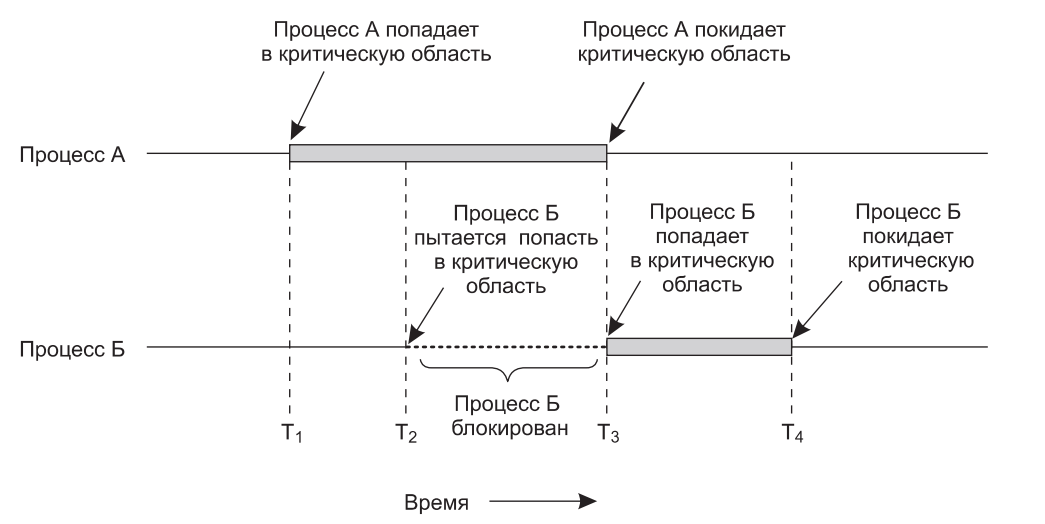 Процесс А попадает
в критическую область
Процесс А покидает
критическую область
Процесс А
Процесс Б
пытается попасть
в критическую
область
Процесс Б
попадает
в критическую
область
Процесс Б
покидает
критическую
область
Процесс Б
Процесс Б
блокирован
T₁
T₂
T₃
T₄
Время